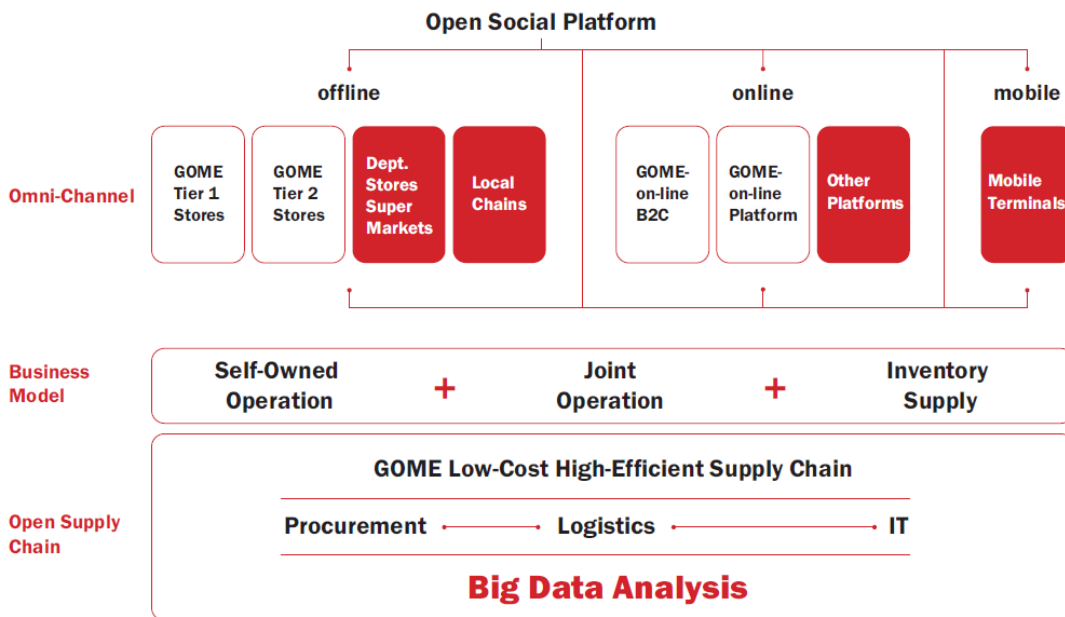 Open Social Platform
offline
online
mobile
Omni-Channel
GOME
Tier 1
Stores
GOME
Tier 2
Stores
Dept.
Stores
Super
Markets
Local
Chains
GOME-
on-line
B2C
GOME-
on-line
Platform
Other
Platforms
Mobile
Terminals
Business
Model
Self-Owned
Operation
+
Joint
Operation
+
Inventory
Supply
Open Supply
Chain
GOME Low-Cost High-Efficient Supply Chain
Procurement
Logistics
IT
Big Data Analysis